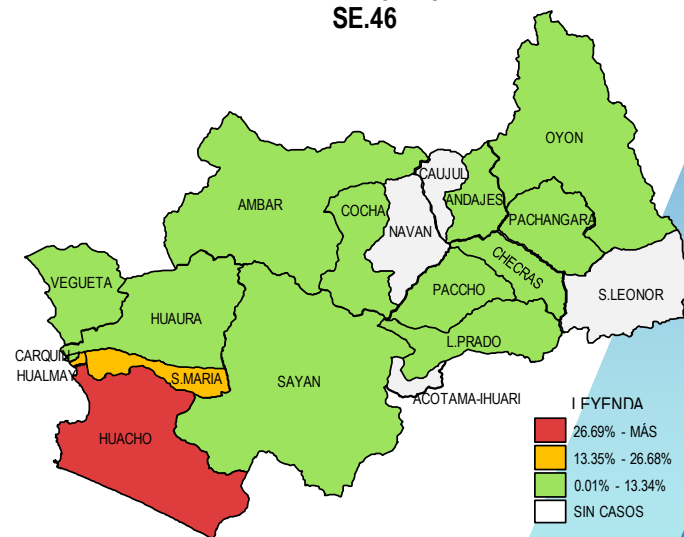 SE.46
OYON
CAUJUL
AMBAR
COCHA
ANDAJES
PACHANGARA
NAVAN
CHECRAS
VEGUETA
PACCHO
S.LEONOR
HUAURA
L.PRADO
CARQUIN
HUALMAY
S.MARIA
SAYAN
ACOTAMA-IHUARI
HUACHO
LEYENDA
26.69% - MÁS
13.35% - 26.68%
0.01% - 13.34%
SIN CASOS